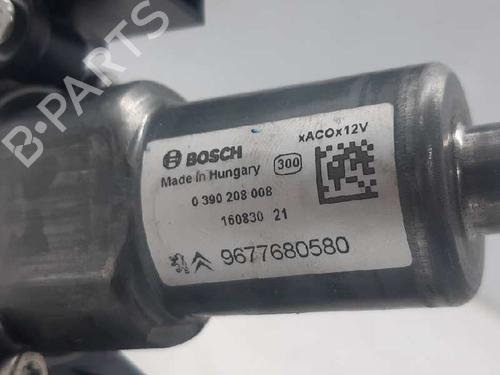 xACOx12V
BOSCH
Made in Hungary 300
0 390 208 008
160830 21
9677680580
B-PARTS